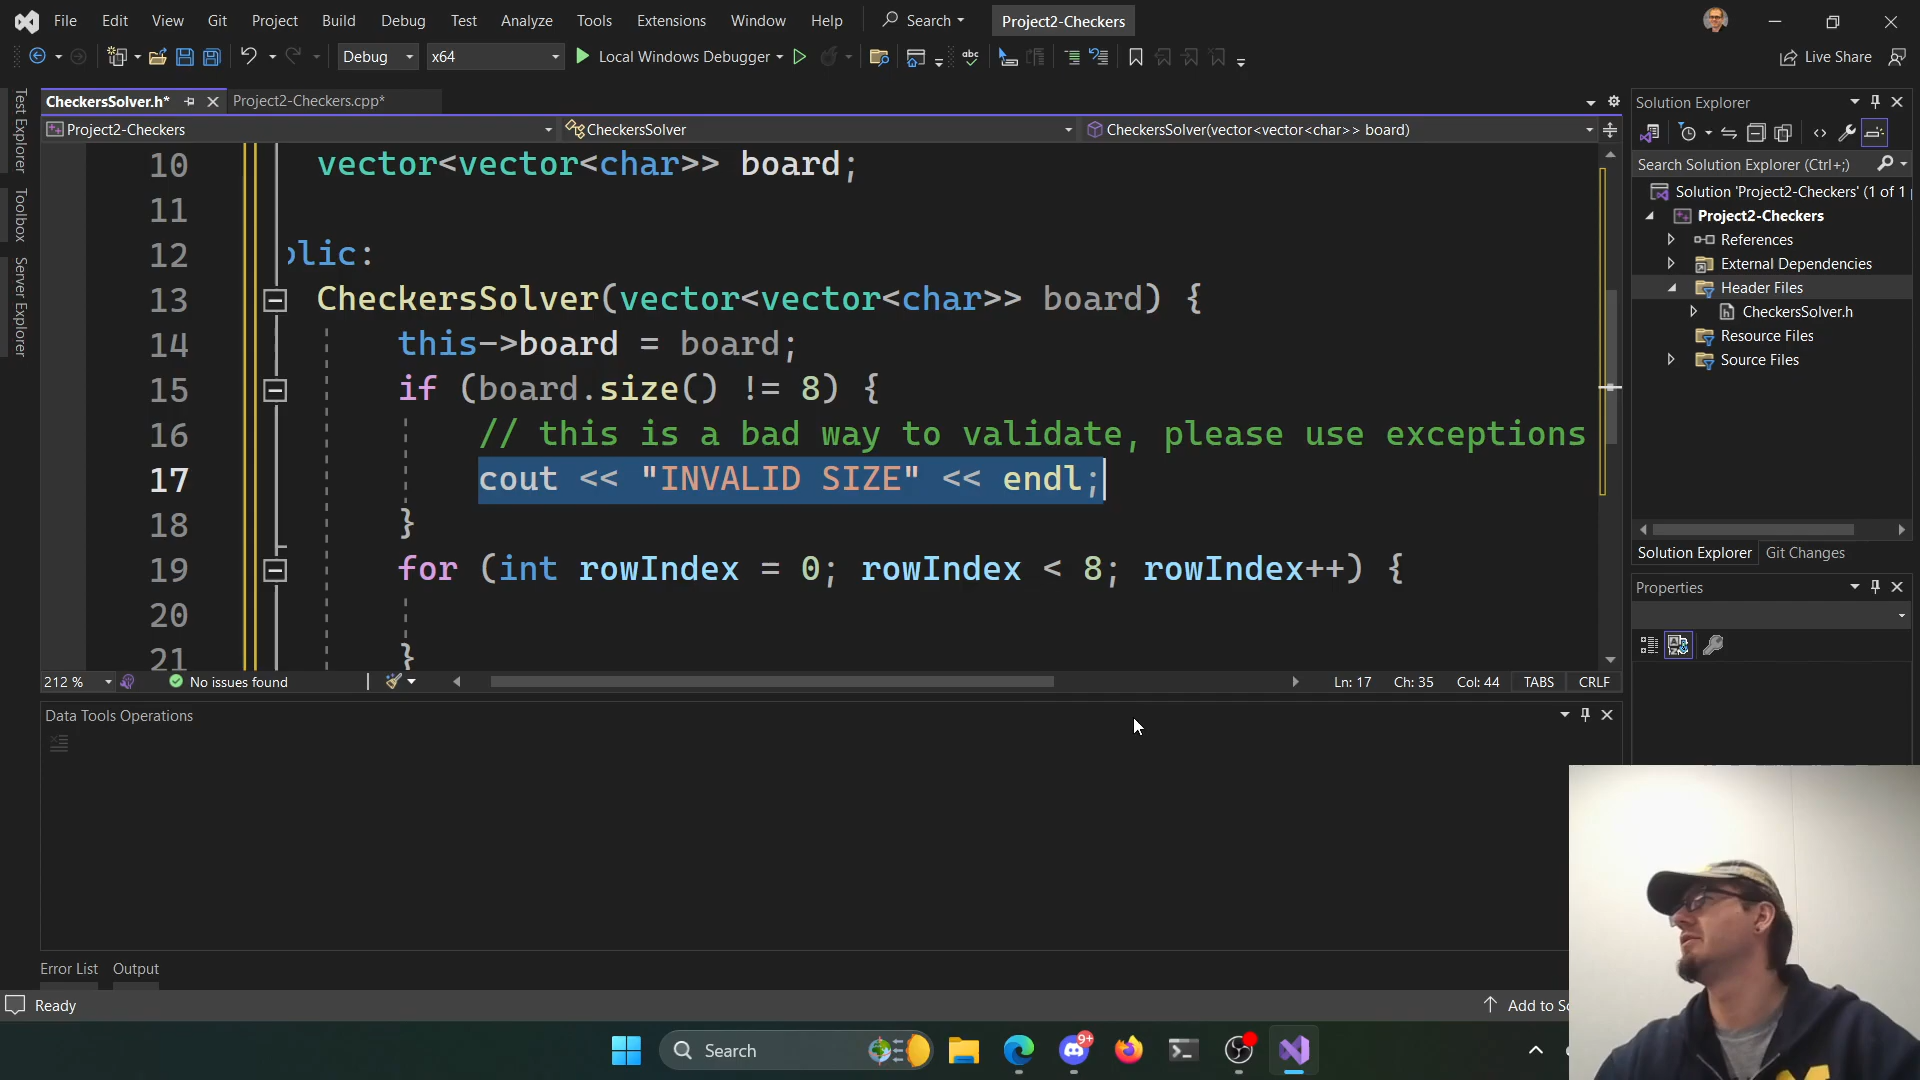 File Edit View Git Project Build Debug Test Analyze Tools Extensions Window Help Search Project2-Checkers
Debug x64 Local Windows Debugger Live Share
Test Explorer
Toolbox
Server Explorer
CheckersSolver.h* Project2-Checkers.cpp*
Project2-Checkers CheckersSolver CheckersSolver(vector<vector<char>> board)
10 vector<vector<char>> board;
11
12 blic:
13 CheckersSolver(vector<vector<char>> board) {
14 this->board = board;
15 if (board.size() != 8) {
16 // this is a bad way to validate, please use exceptions
17 cout << "INVALID SIZE" << endl;
18 }
19 for (int rowIndex = 0; rowIndex < 8; rowIndex++) {
20
21 }
212 % No issues found Ln: 17 Ch: 35 Col: 44 TABS CRLF
Data Tools Operations
Error List Output
Ready Add to So
Solution Explorer
Search Solution Explorer (Ctrl+;)
Solution 'Project2-Checkers' (1 of 1 p
Project2-Checkers
References
External Dependencies
Header Files
CheckersSolver.h
Resource Files
Source Files
Solution Explorer Git Changes
Properties
Search
9+